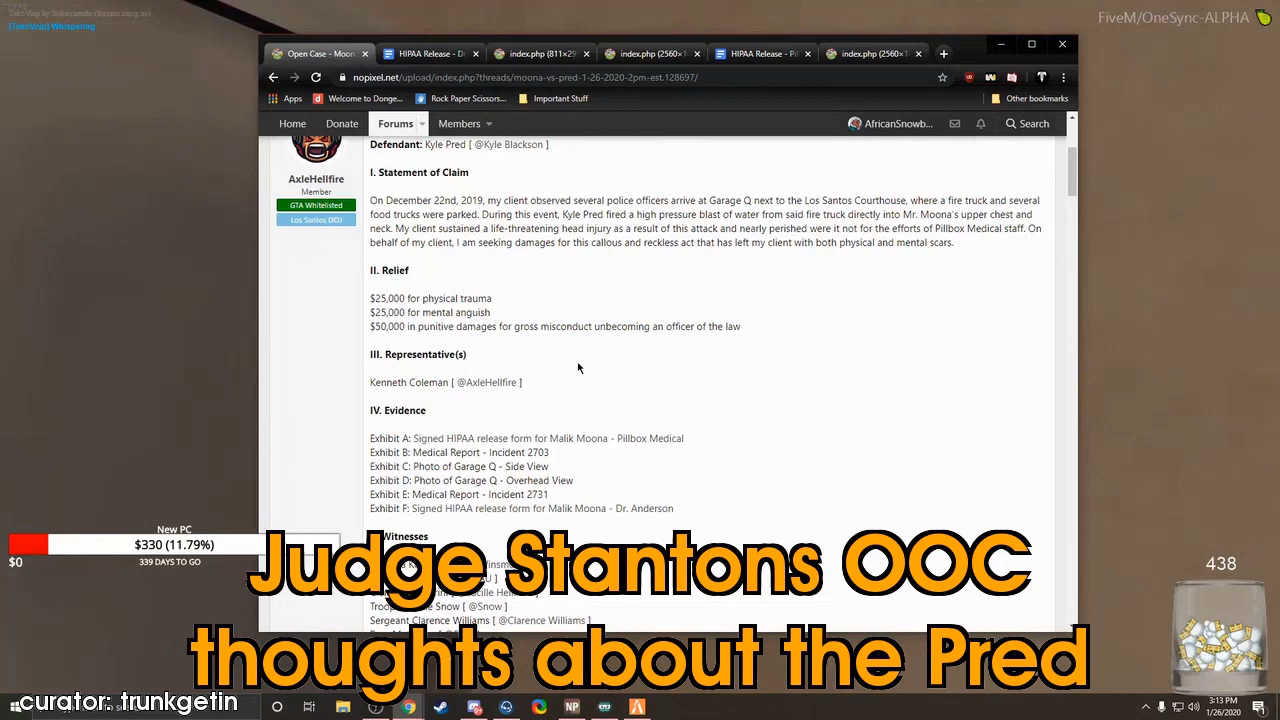 TokoVoip by Itokoyamato (forum.rmog.us)
[TokoVoip] Whispering
FiveM/OneSync-ALPHA
Open Case - Moon
HIPAA Release - D
index.php (811×29
index.php (2560×1
HIPAA Release - Pi
index.php (2560×1
nopixel.net/upload/index.php?threads/moona-vs-pred-1-26-2020-2pm-est.128697/
Apps
Welcome to Donge...
Rock Paper Scissors...
Important Stuff
Other bookmarks
Home
Donate
Forums
Members
AfricanSnowb...
Search
Defendant: Kyle Pred [ @Kyle Blackson ]
AxleHellfire
Member
GTA Whitelisted
Los Santos DOJ
I. Statement of Claim
On December 22nd, 2019, my client observed several police officers arrive at Garage Q next to the Los Santos Courthouse, where a fire truck and several
food trucks were parked. During this event, Kyle Pred fired a high pressure blast of water from said fire truck directly into Mr. Moona's upper chest and
neck. My client sustained a life-threatening head injury as a result of this attack and nearly perished were it not for the efforts of Pillbox Medical staff. On
behalf of my client, I am seeking damages for this callous and reckless act that has left my client with both physical and mental scars.
II. Relief
$25,000 for physical trauma
$25,000 for mental anguish
$50,000 in punitive damages for gross misconduct unbecoming an officer of the law
III. Representative(s)
Kenneth Coleman [ @AxleHellfire ]
IV. Evidence
Exhibit A: Signed HIPAA release form for Malik Moona - Pillbox Medical
Exhibit B: Medical Report - Incident 2703
Exhibit C: Photo of Garage Q - Side View
Exhibit D: Photo of Garage Q - Overhead View
Exhibit E: Medical Report - Incident 2731
Exhibit F: Signed HIPAA release form for Malik Moona - Dr. Anderson
Witnesses
Snow [ @Snow ]
Sergeant Clarence Williams [ @Clarence Williams ]
New PC
$330 (11.79%)
$0
339 DAYS TO GO
438
Judge Stantons OOC
thoughts about the Pred
curator: trunkgetin
3:13 PM
1/26/2020